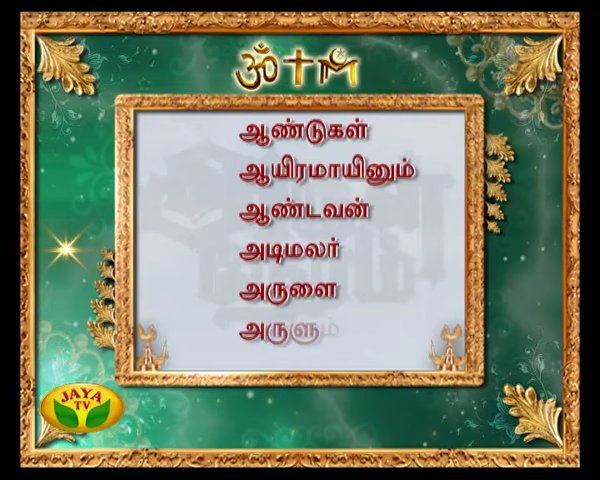 ஆண்டுகள்
ஆயிரமாயினும்
ஆண்டவன்
அடிமலர்
அருளை
அருளும்
JAYA
TV